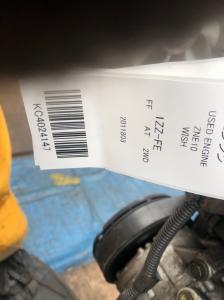 USED ENGINE
ZNE10
WISH
1ZZ-FE
FF AT 2WD
2011803
KC4024147